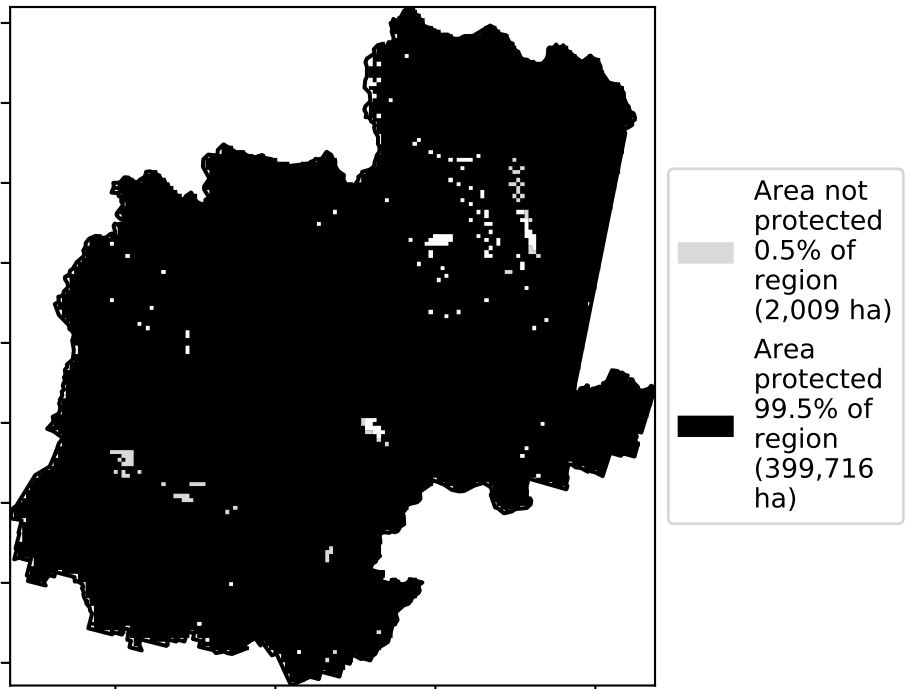 Area not
protected
0.5% of
region
(2,009 ha)
Area
protected
99.5% of
region
(399,716
ha)